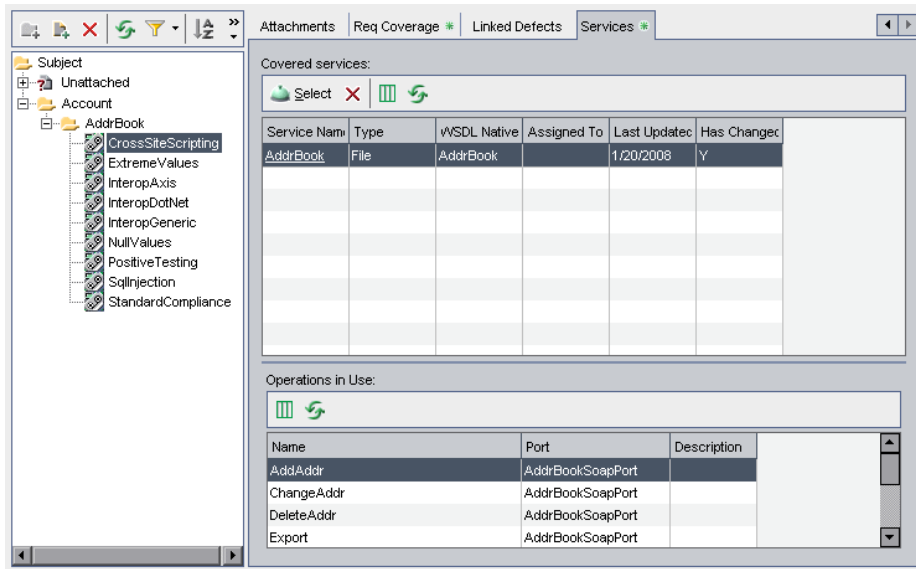 Attachments Req Coverage * Linked Defects Services *
Subject
Unattached
Account
AddrBook
CrossSiteScripting
ExtremeValues
InteropAxis
InteropDotNet
InteropGeneric
NullValues
PositiveTesting
SqlInjection
StandardCompliance
Covered services:
Select
Service Nam Type WSDL Native Assigned To Last Updated Has Changed
AddrBook File AddrBook 1/20/2008 Y
Operations in Use:
Name Port Description
AddAddr AddrBookSoapPort
ChangeAddr AddrBookSoapPort
DeleteAddr AddrBookSoapPort
Export AddrBookSoapPort